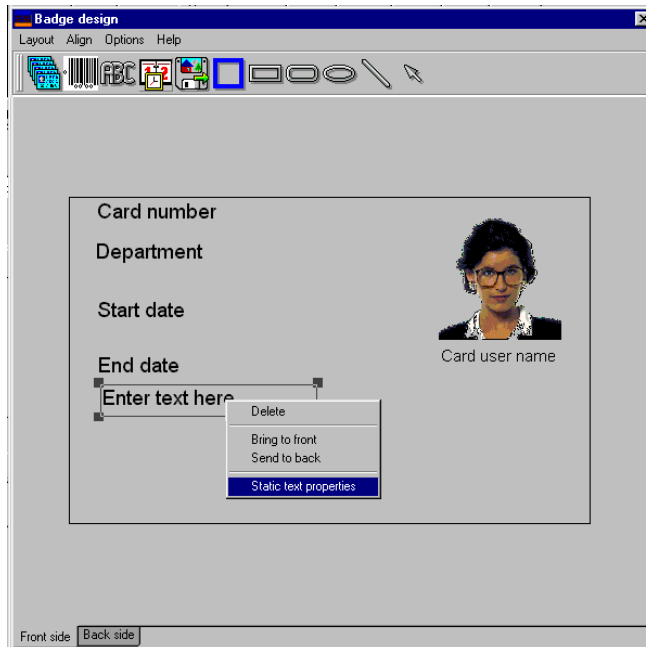 Badge design
Layout Align Options Help
ABC
Card number
Department
Start date
End date
Enter text here
Card user name
Delete
Bring to front
Send to back
Static text properties
Front side Back side